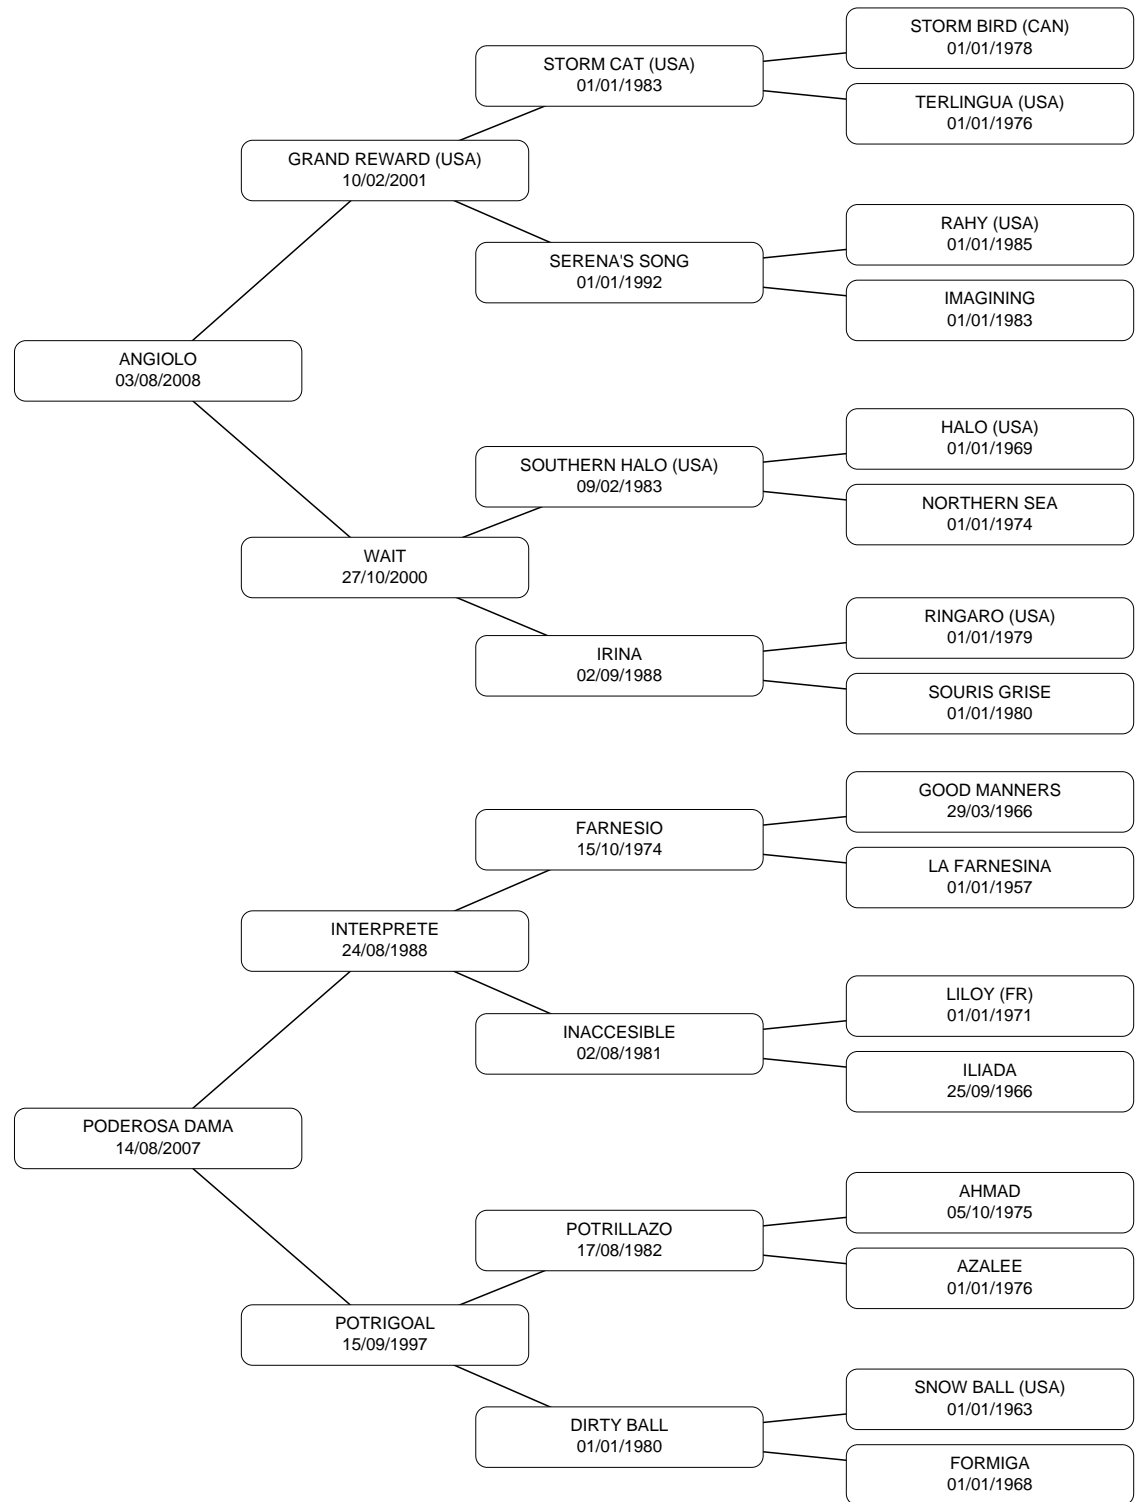 STORM BIRD (CAN)
01/01/1978
STORM CAT (USA)
01/01/1983
TERLINGUA (USA)
01/01/1976
GRAND REWARD (USA)
10/02/2001
RAHY (USA)
01/01/1985
SERENA'S SONG
01/01/1992
IMAGINING
01/01/1983
ANGIOLO
03/08/2008
HALO (USA)
01/01/1969
SOUTHERN HALO (USA)
09/02/1983
NORTHERN SEA
01/01/1974
WAIT
27/10/2000
RINGARO (USA)
01/01/1979
IRINA
02/09/1988
SOURIS GRISE
01/01/1980
GOOD MANNERS
29/03/1966
FARNESIO
15/10/1974
LA FARNESINA
01/01/1957
INTERPRETE
24/08/1988
LILOY (FR)
01/01/1971
INACCESIBLE
02/08/1981
ILIADA
25/09/1966
PODEROSA DAMA
14/08/2007
AHMAD
05/10/1975
POTRILLAZO
17/08/1982
AZALEE
01/01/1976
POTRIGOAL
15/09/1997
SNOW BALL (USA)
01/01/1963
DIRTY BALL
01/01/1980
FORMIGA
01/01/1968